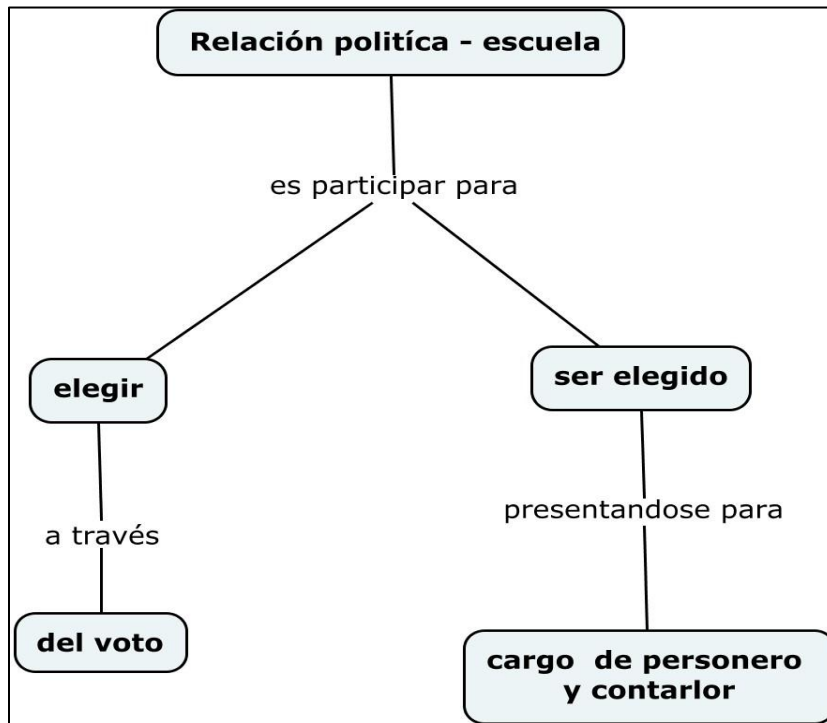 Relación politíca - escuela
es participar para
elegir
ser elegido
a través
presentandose para
del voto
cargo de personero
y contarlor